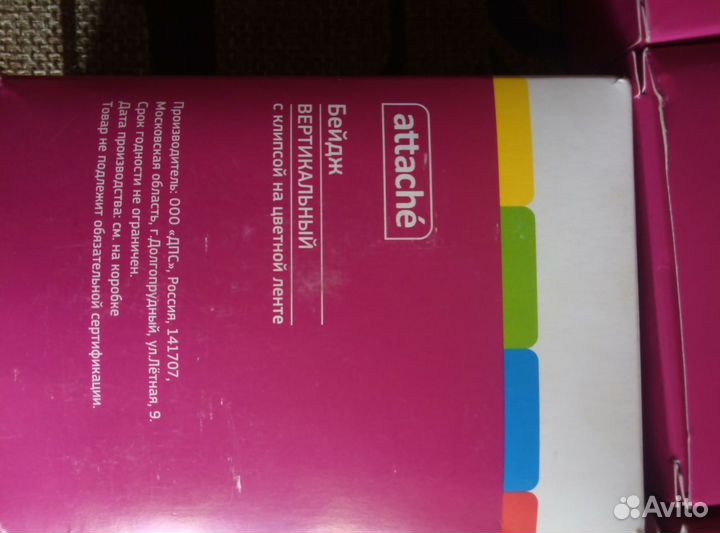 attaché
Бейдж
ВЕРТИКАЛЬНЫЙ
с клипсой на цветной ленте
Производитель: ООО «ДПС», Россия, 141707,
Московская область, г.Долгопрудный, ул.Лётная, 9.
Срок годности не ограничен.
Дата производства: см. на коробке
Товар не подлежит обязательной сертификации.
Avito